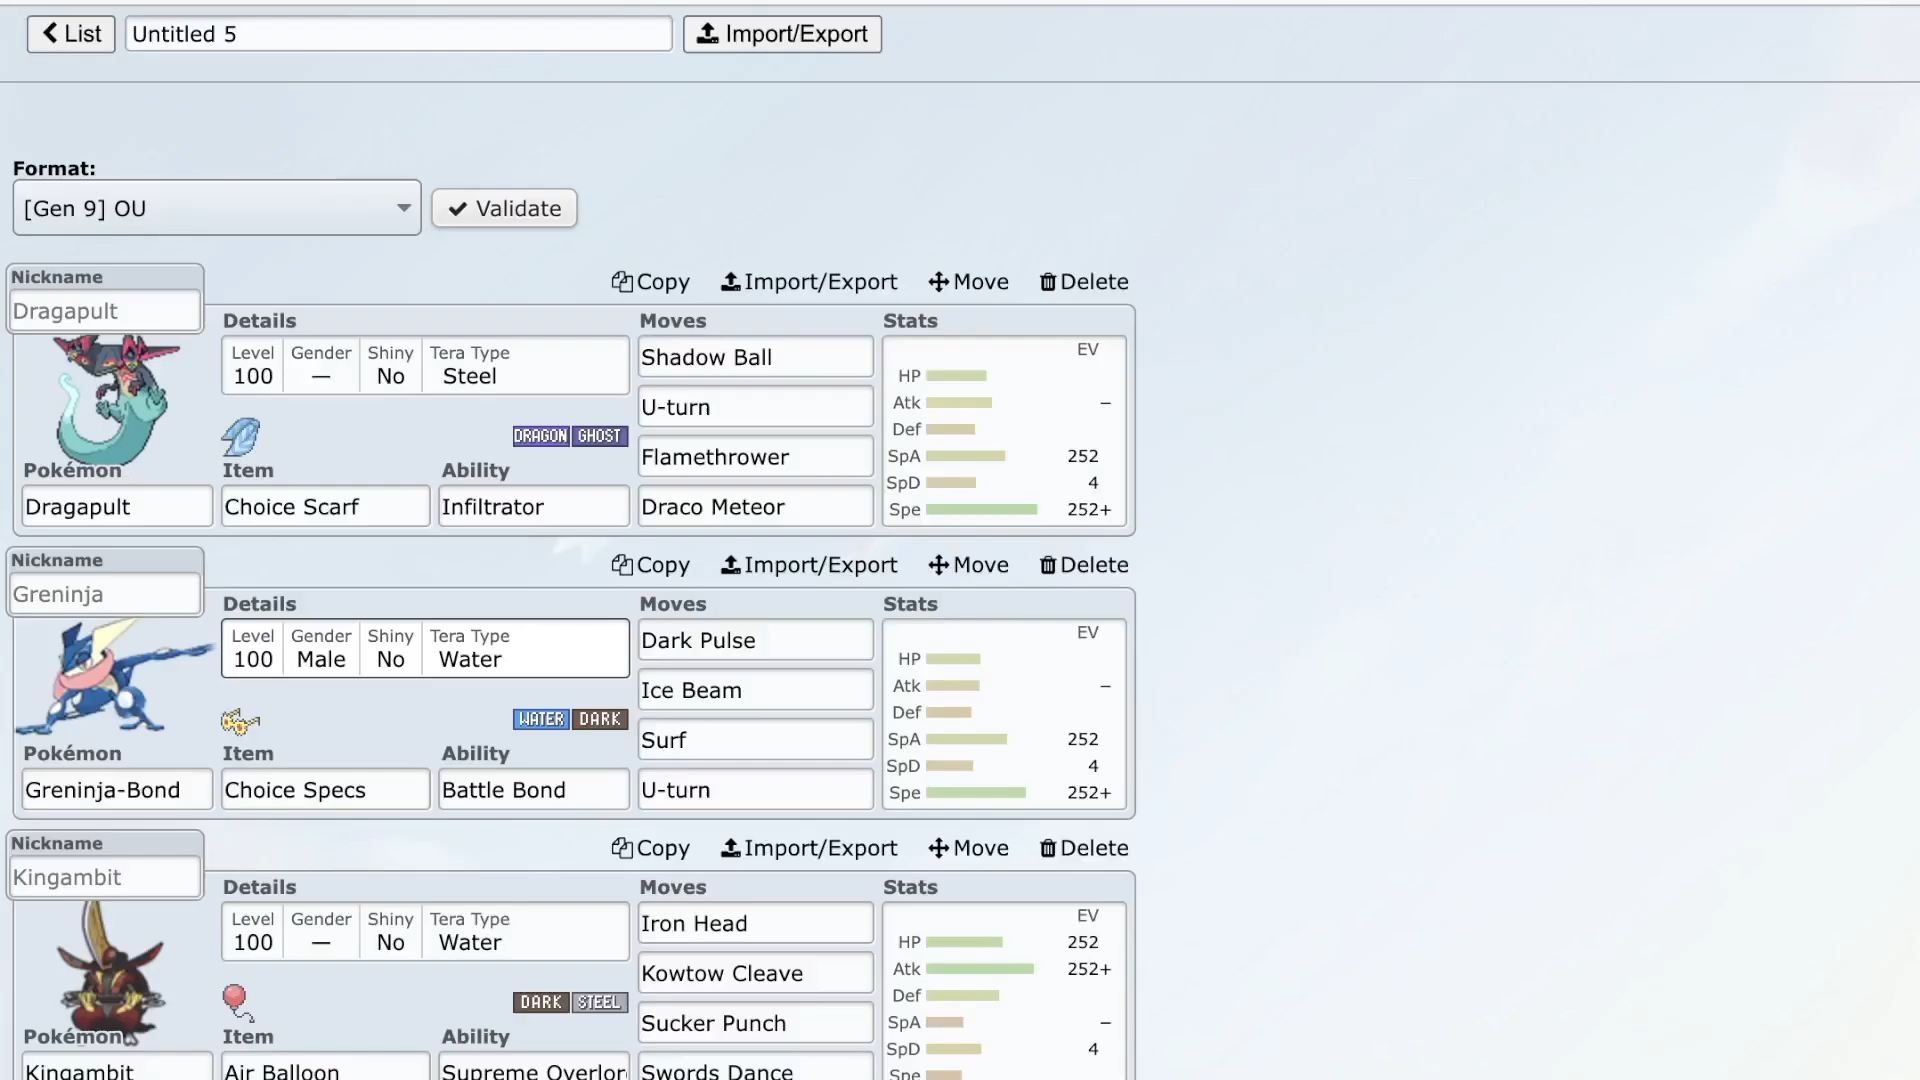 List
Untitled 5
Import/Export
Format:
[Gen 9] OU
Validate
Nickname
Dragapult
Copy
Import/Export
Move
Delete
Details
Moves
Stats
Level
Gender
Shiny
Tera Type
100
—
No
Steel
DRAGON
GHOST
Pokémon
Item
Ability
Dragapult
Choice Scarf
Infiltrator
Shadow Ball
U-turn
Flamethrower
Draco Meteor
EV
HP
Atk –
Def
SpA 252
SpD 4
Spe 252+
Nickname
Greninja
Copy
Import/Export
Move
Delete
Details
Moves
Stats
Level
Gender
Shiny
Tera Type
100
Male
No
Water
WATER
DARK
Pokémon
Item
Ability
Greninja-Bond
Choice Specs
Battle Bond
Dark Pulse
Ice Beam
Surf
U-turn
EV
HP
Atk –
Def
SpA 252
SpD 4
Spe 252+
Nickname
Kingambit
Copy
Import/Export
Move
Delete
Details
Moves
Stats
Level
Gender
Shiny
Tera Type
100
—
No
Water
DARK
STEEL
Pokémon
Item
Ability
Kingambit
Air Balloon
Supreme Overlor
Iron Head
Kowtow Cleave
Sucker Punch
Swords Dance
EV
HP 252
Atk 252+
Def
SpA –
SpD 4
Spe